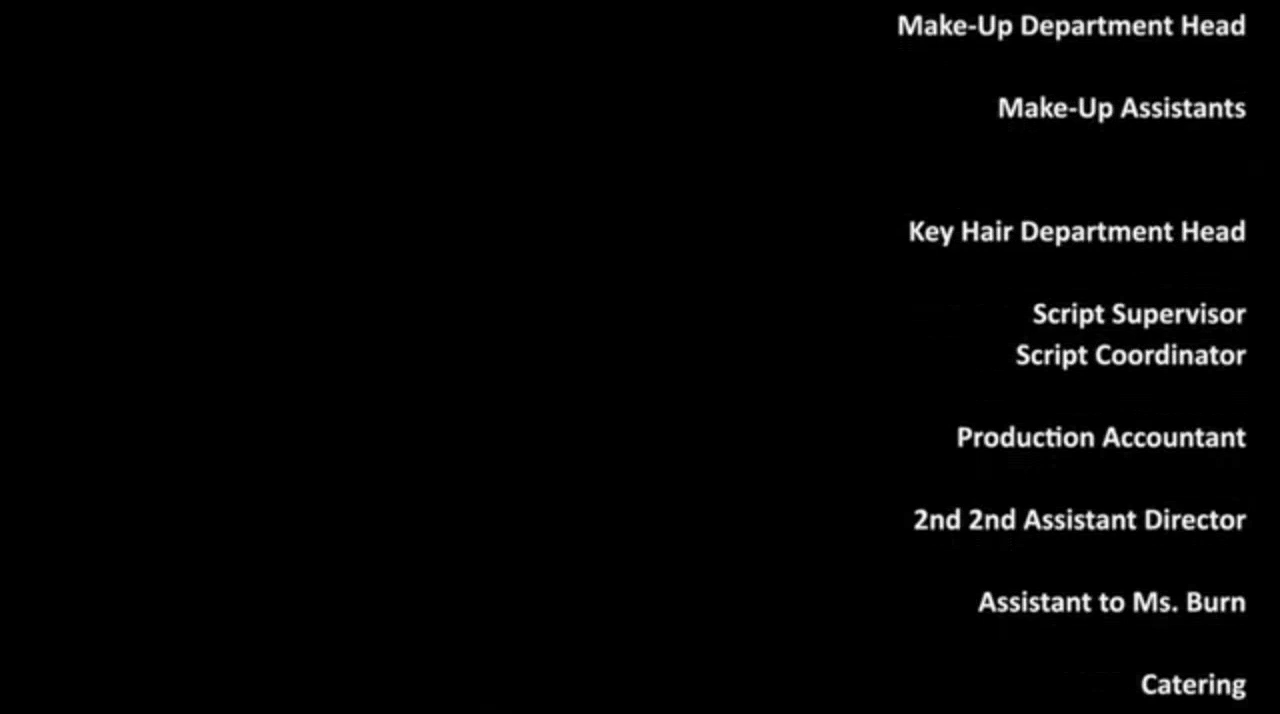 Make-Up Department Head
Make-Up Assistants
Key Hair Department Head
Script Supervisor
Script Coordinator
Production Accountant
2nd 2nd Assistant Director
Assistant to Ms. Burn
Catering